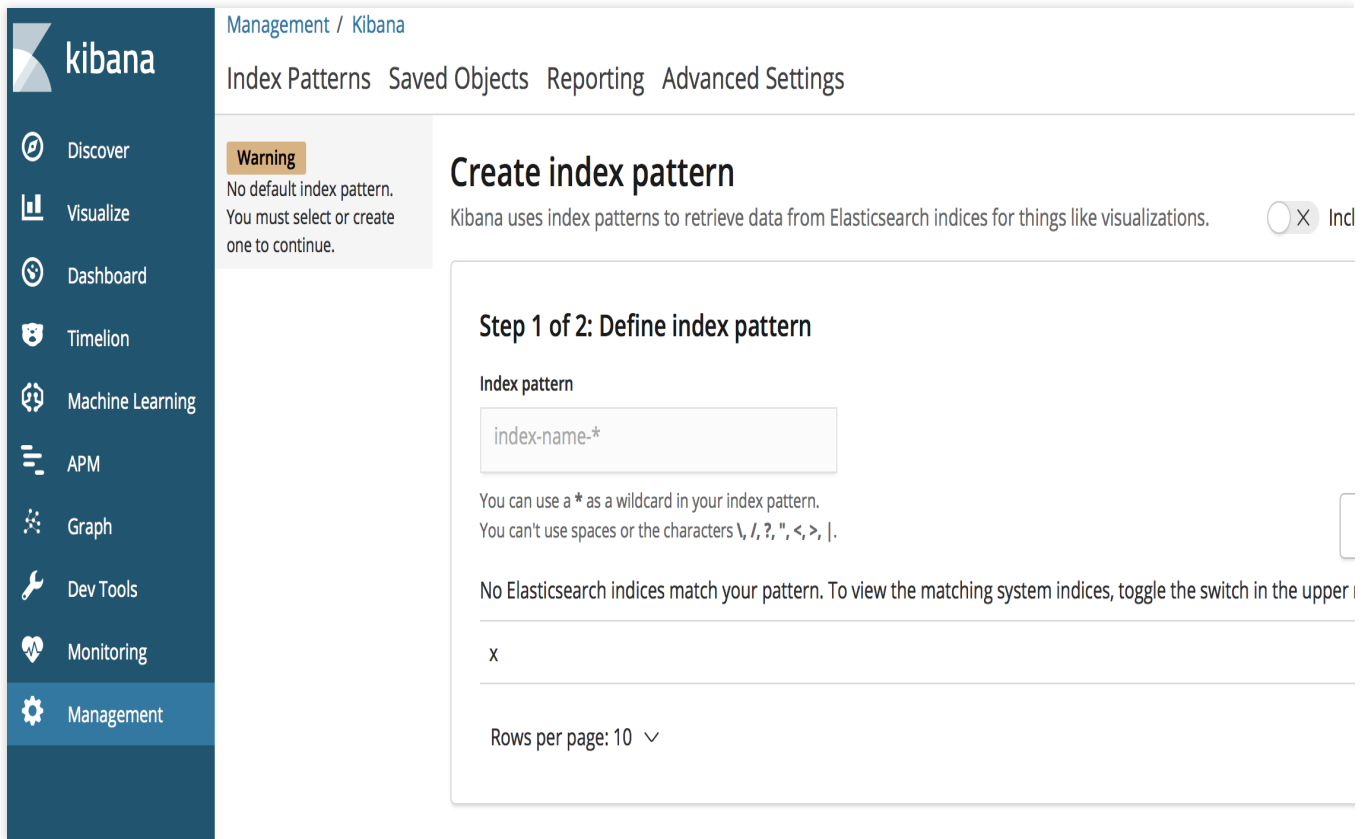 kibana
Discover
Visualize
Dashboard
Timelion
Machine Learning
APM
Graph
Dev Tools
Monitoring
Management
Management / Kibana
Index Patterns Saved Objects Reporting Advanced Settings
Warning
No default index pattern.
You must select or create
one to continue.
Create index pattern
Kibana uses index patterns to retrieve data from Elasticsearch indices for things like visualizations.
X Incl
Step 1 of 2: Define index pattern
Index pattern
index-name-*
You can use a * as a wildcard in your index pattern.
You can't use spaces or the characters \, /, ?, ", <, >, |.
No Elasticsearch indices match your pattern. To view the matching system indices, toggle the switch in the upper r
x
Rows per page: 10